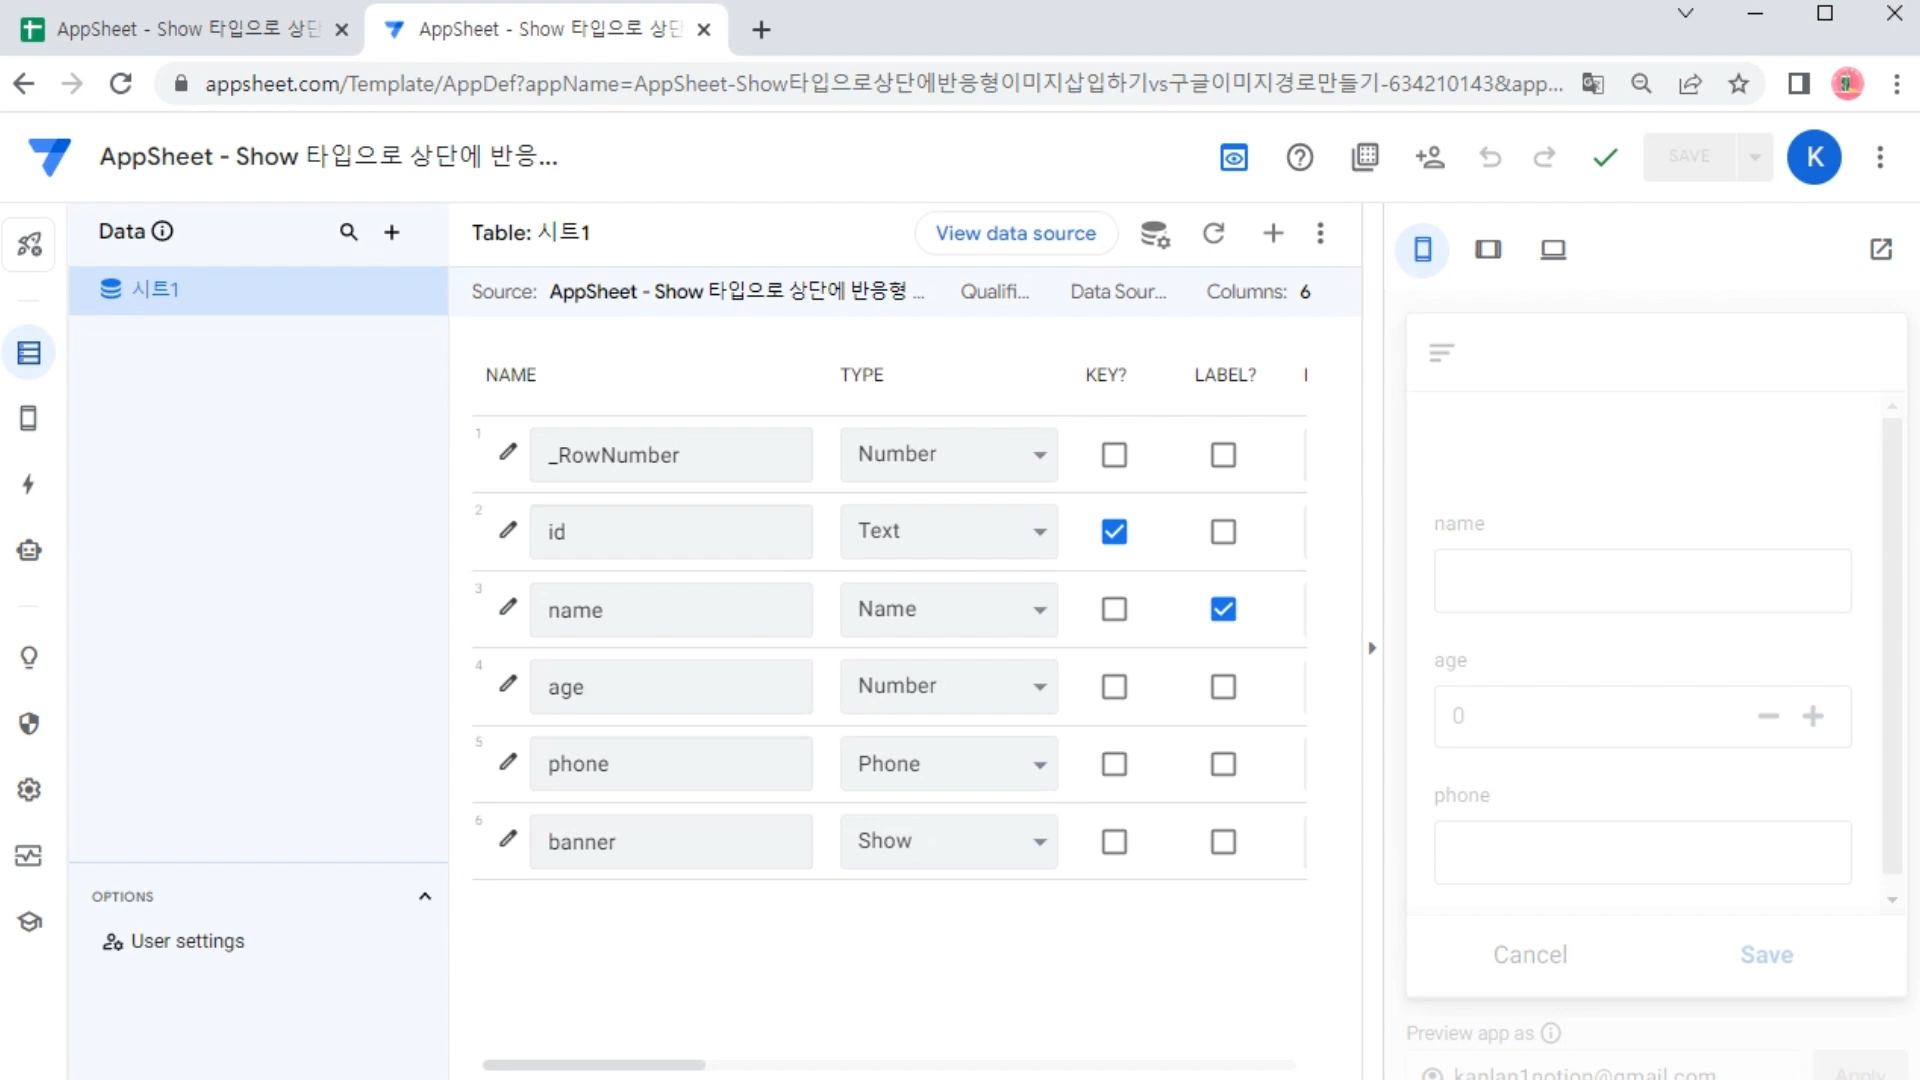 AppSheet - Show 타입으로 상단
AppSheet - Show 타입으로 상단
appsheet.com/Template/AppDef?appName=AppSheet-Show타입으로상단에반응형이미지삽입하기vs구글이미지경로만들기-634210143&app...
AppSheet - Show 타입으로 상단에 반응...
SAVE
K
Data
Table: 시트1
View data source
시트1
Source: AppSheet - Show 타입으로 상단에 반응형 ...
Qualifi...
Data Sour...
Columns: 6
NAME
TYPE
KEY?
LABEL?
1
_RowNumber
Number
2
id
Text
3
name
Name
4
age
Number
5
phone
Phone
6
banner
Show
OPTIONS
User settings
name
age
0
phone
Cancel
Save
Preview app as
kaplan1notion@gmail.com
Apply